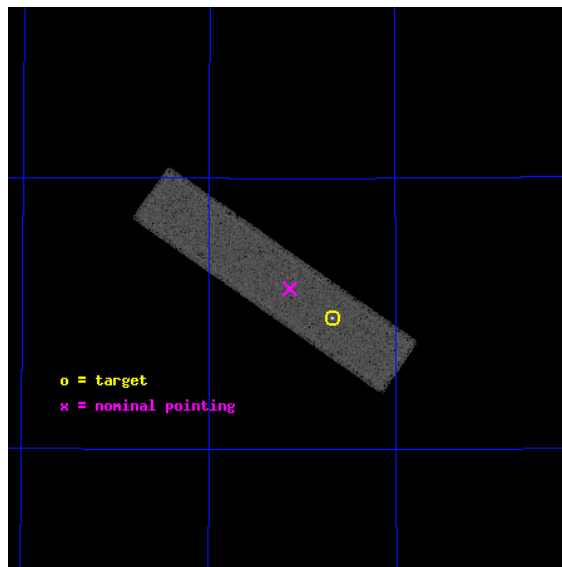 o = target
x = nominal pointing